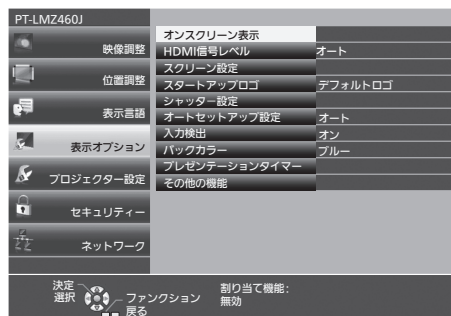 PT-LMZ460J
映像調整
位置調整
表示言語
表示オプション
プロジェクター設定
セキュリティー
ネットワーク
オンスクリーン表示
HDMI信号レベル オート
スクリーン設定
スタートアップロゴ デフォルトロゴ
シャッター設定
オートセットアップ設定 オート
入力検出 オン
バックカラー ブルー
プレゼンテーションタイマー
その他の機能
決定
選択
ファンクション
戻る
割り当て機能:
無効